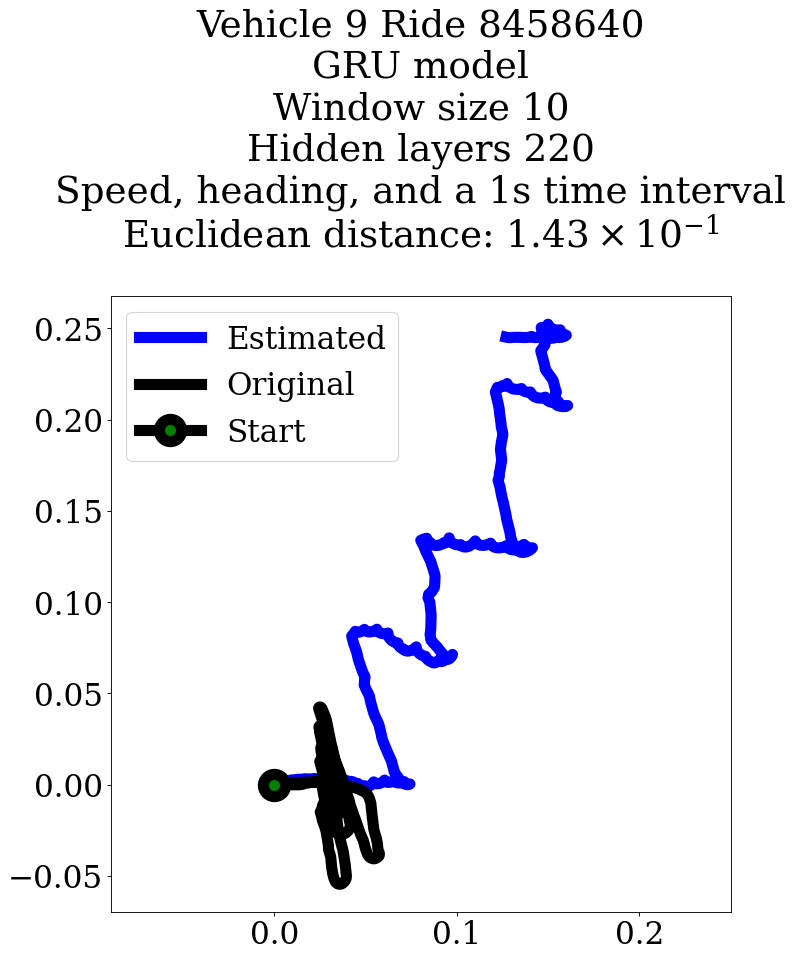 Vehicle 9 Ride 8458640
GRU model
Window size 10
Hidden layers 220
Speed, heading, and a 1s time interval
Euclidean distance: 1.43 × 10⁻¹
Estimated
Original
Start
0.25
0.20
0.15
0.10
0.05
0.00
−0.05
0.0 0.1 0.2